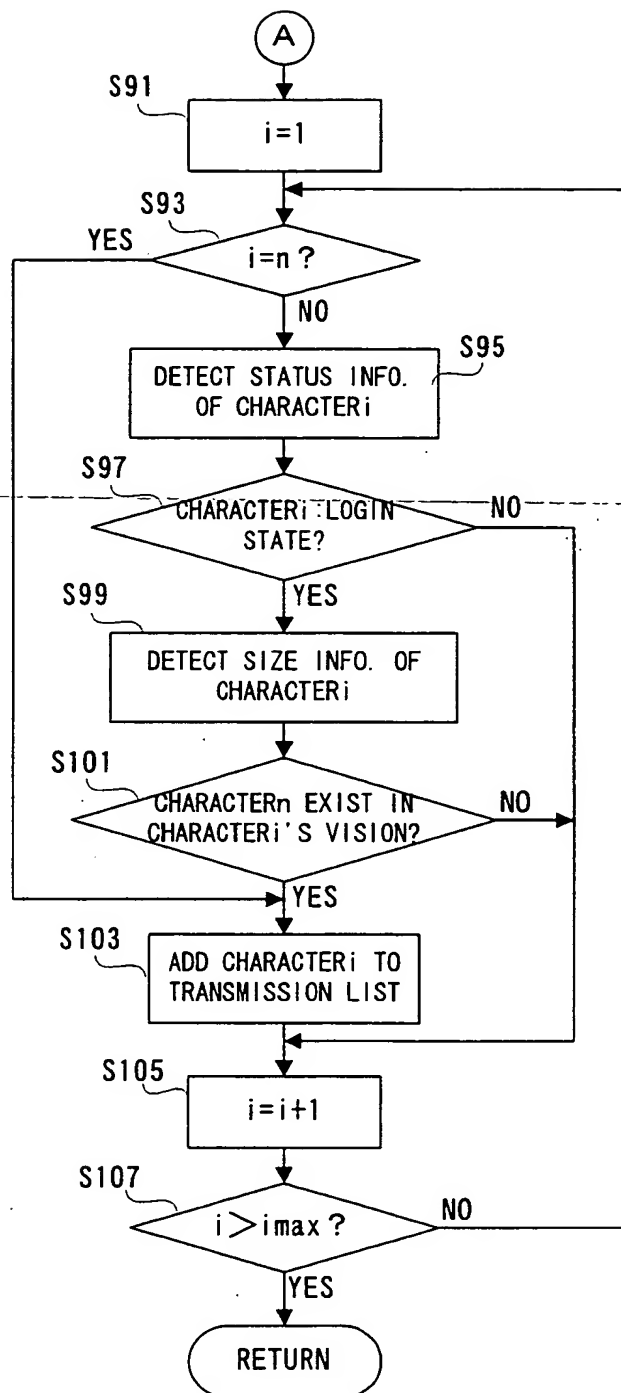 A
S91
i=1
S93
YES
i=n?
NO
S95
DETECT STATUS INFO.
OF CHARACTERi
S97
CHARACTERi:LOGIN
STATE?
NO
YES
S99
DETECT SIZE INFO. OF
CHARACTERi
S101
CHARACTERn EXIST IN
CHARACTERi'S VISION?
NO
YES
S103
ADD CHARACTERi TO
TRANSMISSION LIST
S105
i=i+1
S107
i>imax?
NO
YES
RETURN